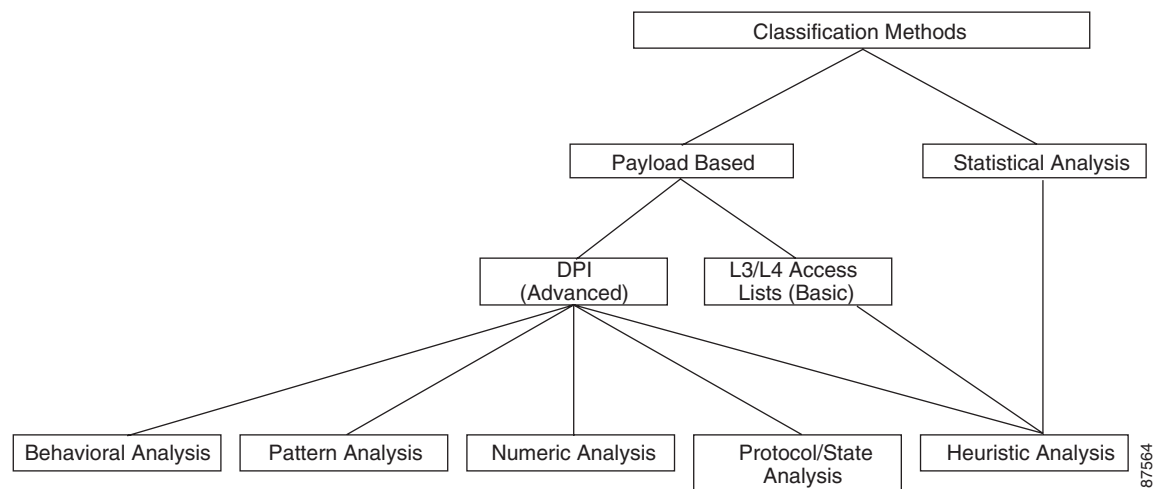 Classification Methods
Payload Based
Statistical Analysis
DPI
(Advanced)
L3/L4 Access
Lists (Basic)
Behavioral Analysis
Pattern Analysis
Numeric Analysis
Protocol/State
Analysis
Heuristic Analysis
87564